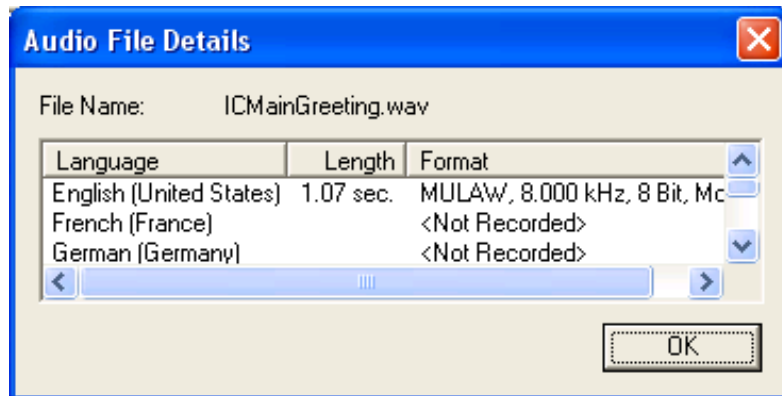 Audio File Details
File Name: ICMainGreeting.wav
Language Length Format
English (United States) 1.07 sec. MULAW, 8.000 kHz, 8 Bit,
French (France) <Not Recorded>
German (Germany) <Not Recorded>
OK